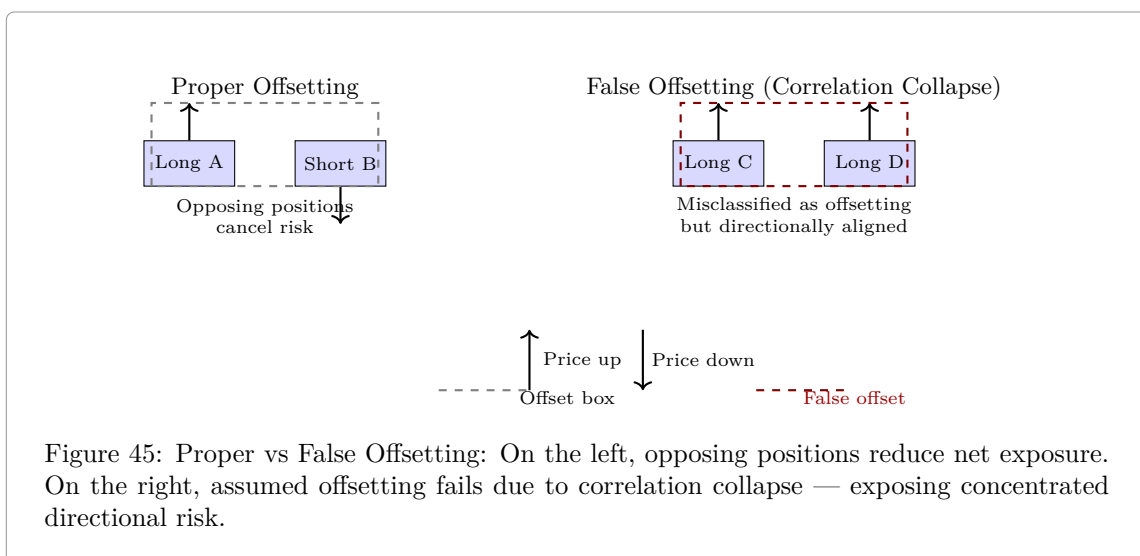 Proper Offsetting
Long A
Short B
Opposing positions
cancel risk
False Offsetting (Correlation Collapse)
Long C
Long D
Misclassified as offsetting
but directionally aligned
Price up
Price down
Offset box
False offset
Figure 45: Proper vs False Offsetting: On the left, opposing positions reduce net exposure.
On the right, assumed offsetting fails due to correlation collapse — exposing concentrated
directional risk.